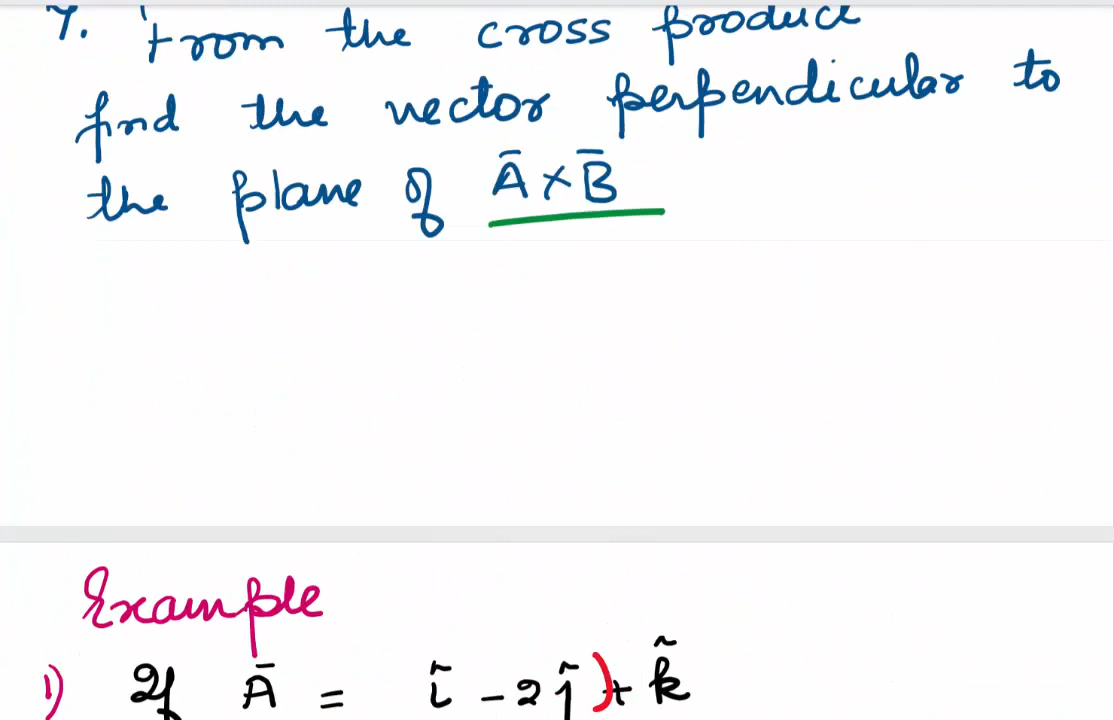 7. From the cross product
find the vector perpendicular to
the plane of A̅ × B̅
Example
1) If A̅ = î - 2ĵ ) + k̂